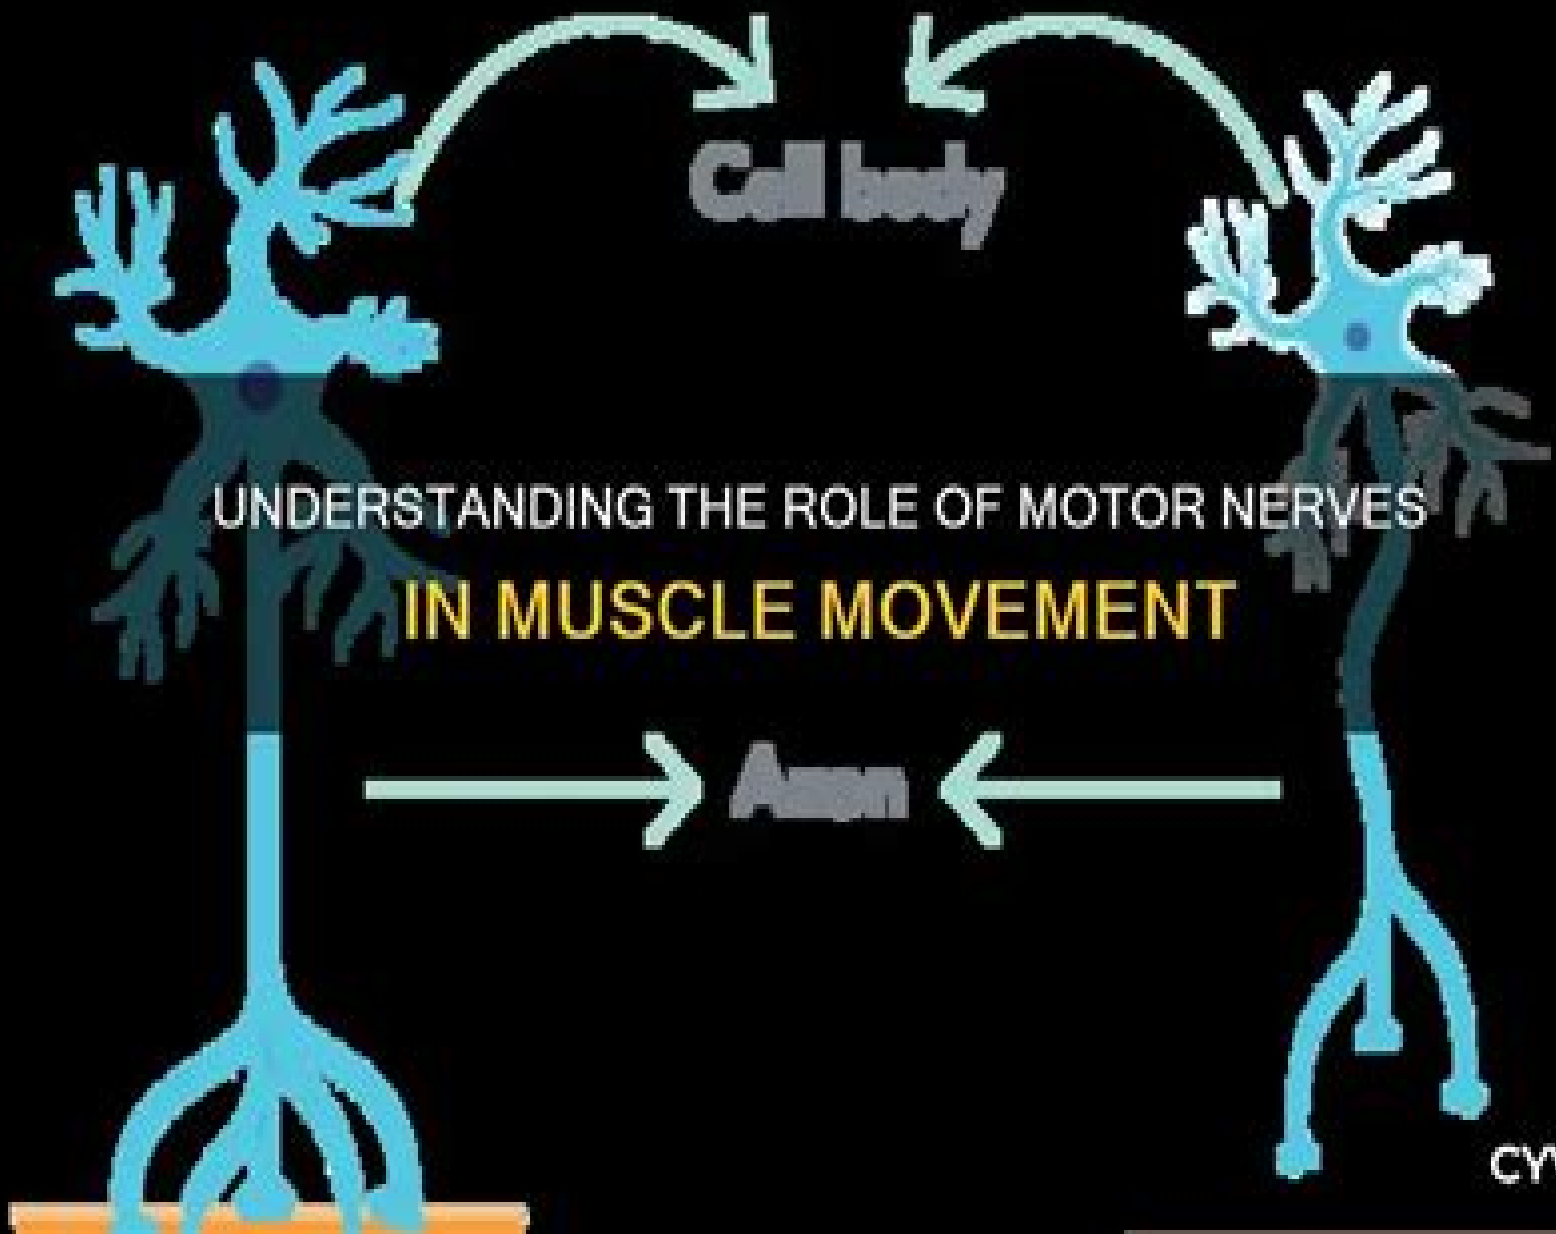 Cell body
UNDERSTANDING THE ROLE OF MOTOR NERVES
IN MUSCLE MOVEMENT
Axon